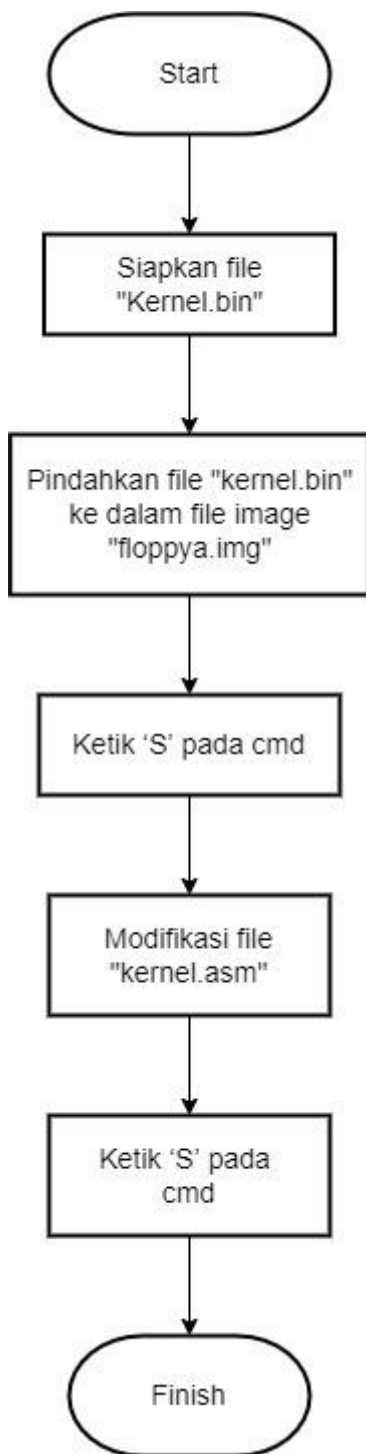 Start
Siapkan file
"Kernel.bin"
Pindahkan file "kernel.bin"
ke dalam file image
"floppya.img"
Ketik ‘S’ pada cmd
Modifikasi file
"kernel.asm"
Ketik ‘S’ pada
cmd
Finish